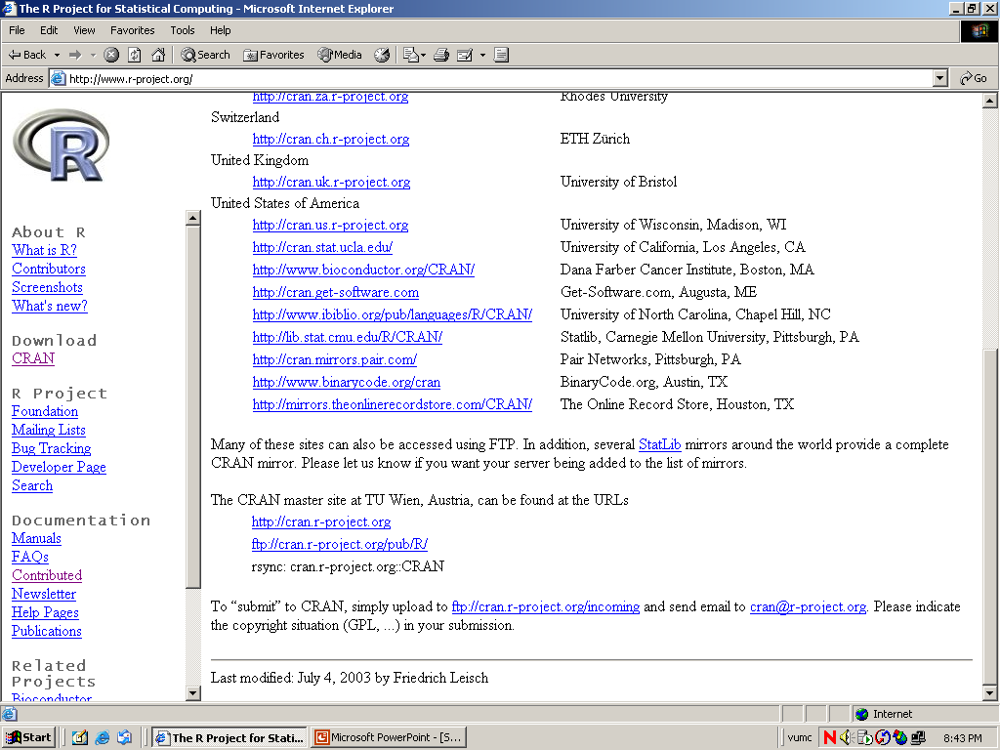 The R Project for Statistical Computing - Microsoft Internet Explorer
File Edit View Favorites Tools Help
Back Search Favorites Media
Address http://www.r-project.org/ Go
R
About R
What is R?
Contributors
Screenshots
What's new?
Download
CRAN
R Project
Foundation
Mailing Lists
Bug Tracking
Developer Page
Search
Documentation
Manuals
FAQs
Contributed
Newsletter
Help Pages
Publications
Related
Projects
Bioconductor
http://cran.za.r-project.org Rhodes University
Switzerland
http://cran.ch.r-project.org ETH Zürich
United Kingdom
http://cran.uk.r-project.org University of Bristol
United States of America
http://cran.us.r-project.org University of Wisconsin, Madison, WI
http://cran.stat.ucla.edu/ University of California, Los Angeles, CA
http://www.bioconductor.org/CRAN/ Dana Farber Cancer Institute, Boston, MA
http://cran.get-software.com Get-Software.com, Augusta, ME
http://www.ibiblio.org/pub/languages/R/CRAN/ University of North Carolina, Chapel Hill, NC
http://lib.stat.cmu.edu/R/CRAN/ Statlib, Carnegie Mellon University, Pittsburgh, PA
http://cran.mirrors.pair.com/ Pair Networks, Pittsburgh, PA
http://www.binarycode.org/cran BinaryCode.org, Austin, TX
http://mirrors.theonlinerecordstore.com/CRAN/ The Online Record Store, Houston, TX
Many of these sites can also be accessed using FTP. In addition, several StatLib mirrors around the world provide a complete
CRAN mirror. Please let us know if you want your server being added to the list of mirrors.
The CRAN master site at TU Wien, Austria, can be found at the URLs
http://cran.r-project.org
ftp://cran.r-project.org/pub/R/
rsync: cran.r-project.org::CRAN
To “submit” to CRAN, simply upload to ftp://cran.r-project.org/incoming and send email to cran@r-project.org. Please indicate
the copyright situation (GPL, ...) in your submission.
Last modified: July 4, 2003 by Friedrich Leisch
Internet
Start The R Project for Stati... Microsoft PowerPoint - [S... vumc N 8:43 PM